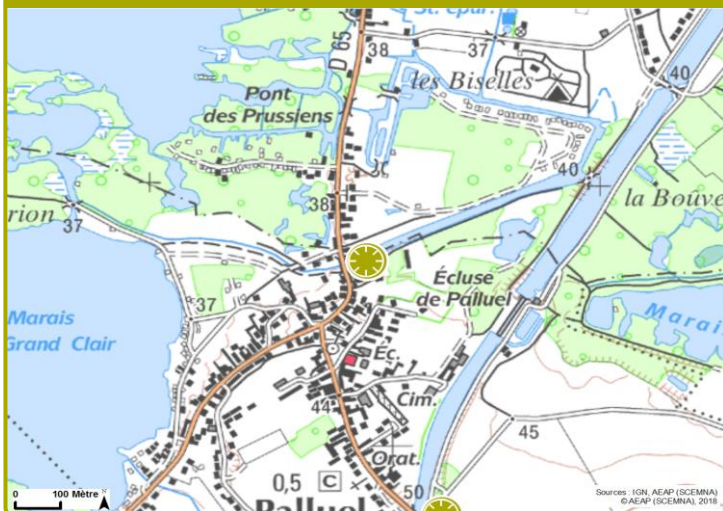 St. Epur.
D 65
38
37
40
les Biselles
Pont
des Prussiens
40
38
la Bouve
rion
37
Écluse
de Palluel
37
Marais
Grand Clair
Marai
Éc.
Cim.
44
45
Orat.
0,5
C
50
Palluel
0 100 Mètre
N
Sources : IGN, AEAP (SCEMNA)
© AEAP (SCEMNA), 2018